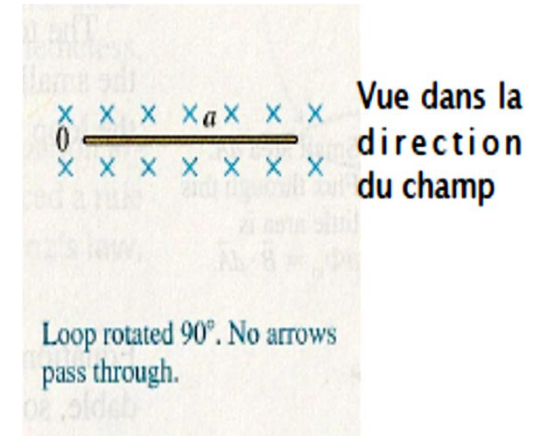 × × × × a × × ×
0
× × × × × × ×
Vue dans la
direction
du champ
Loop rotated 90°. No arrows
pass through.